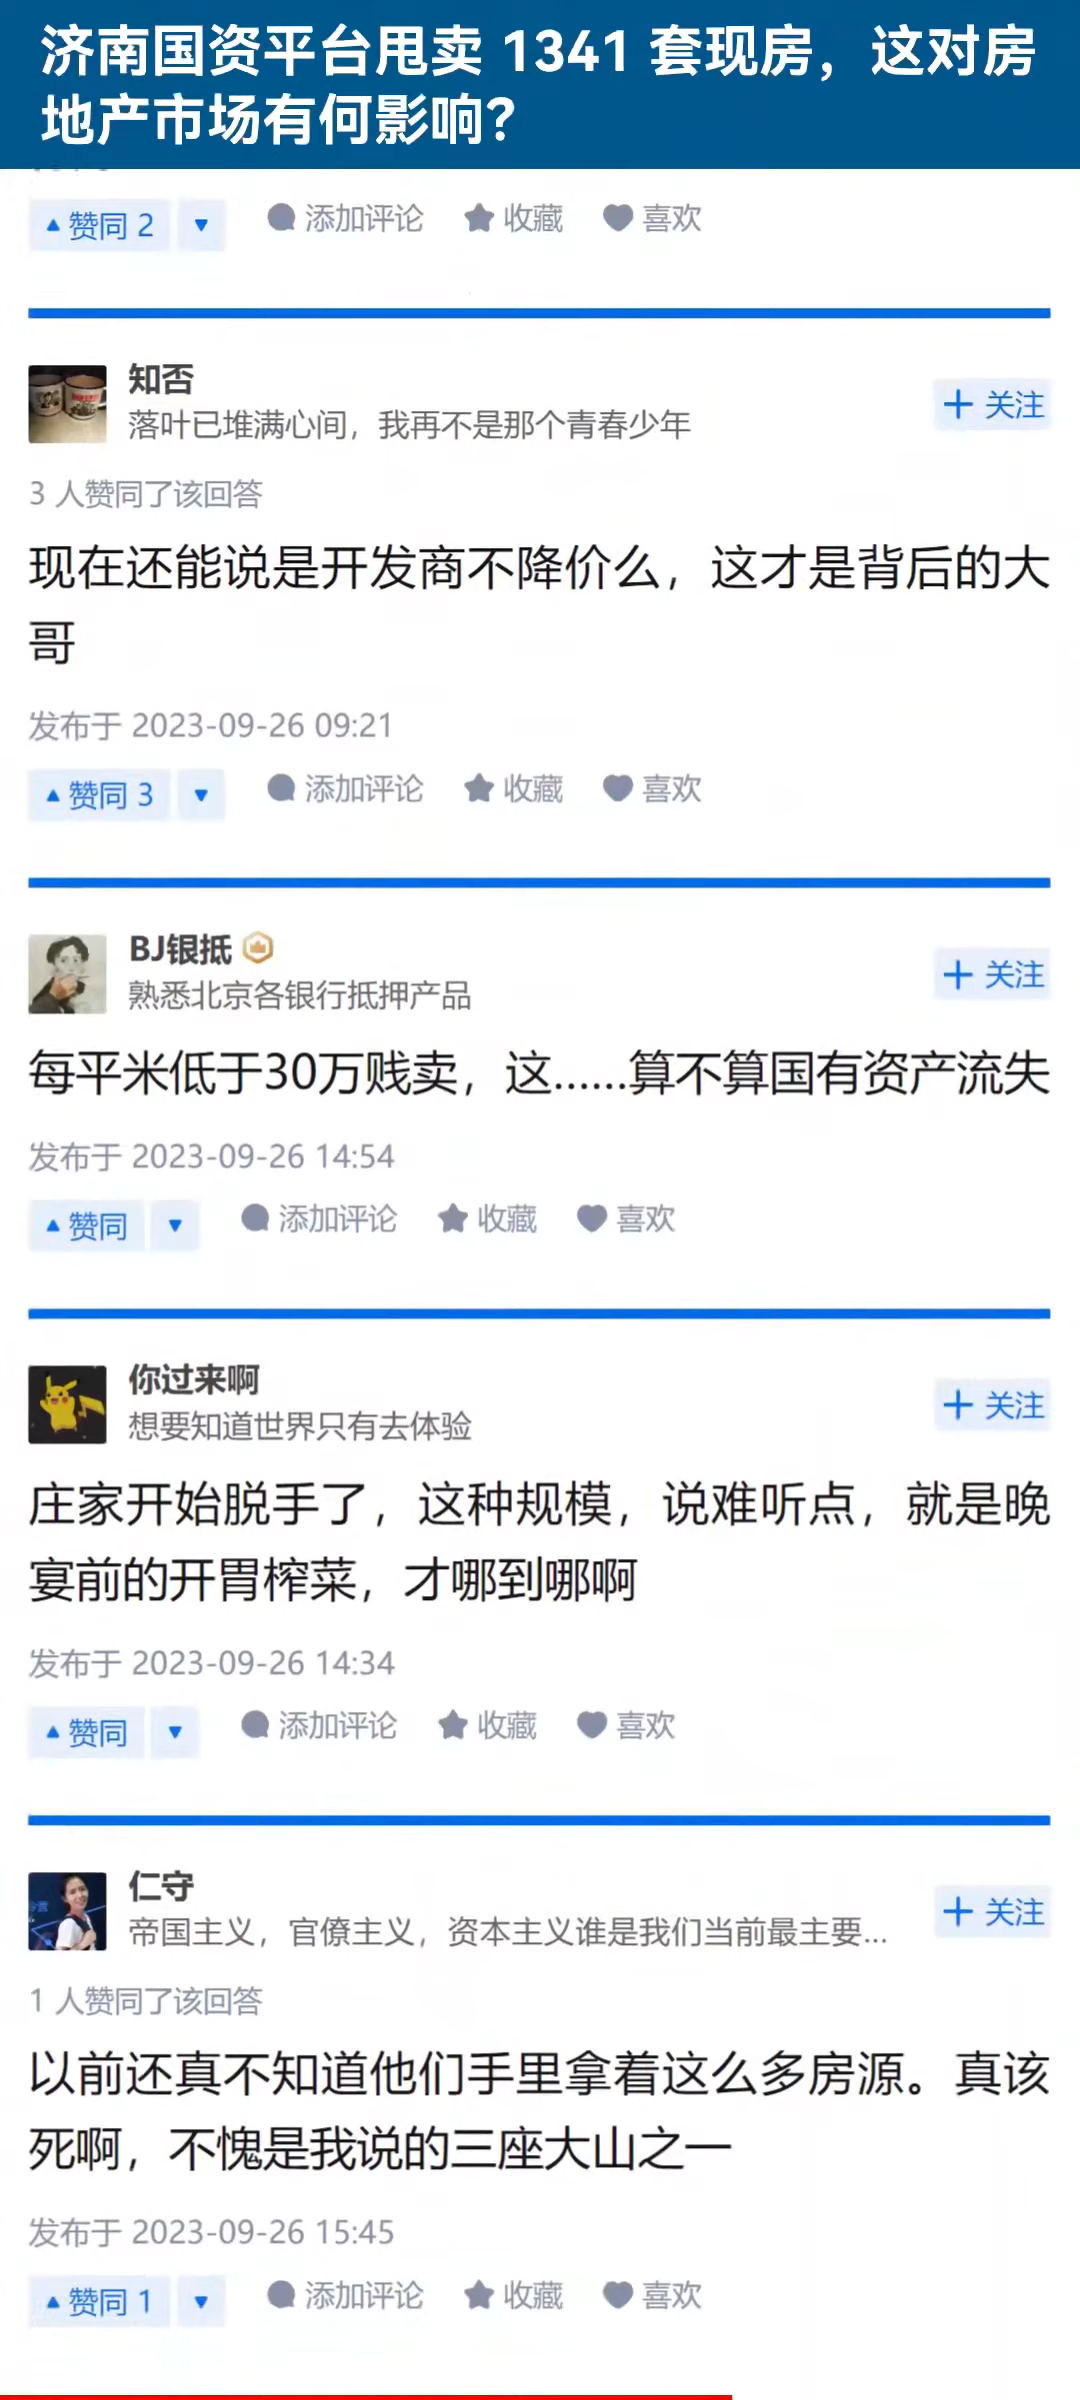 济南国资平台甩卖 1341 套现房，这对房
地产市场有何影响？
赞同 2
添加评论
收藏
喜欢
知否
落叶已堆满心间，我再不是那个青春少年
关注
3 人赞同了该回答
现在还能说是开发商不降价么，这才是背后的大
哥
发布于 2023-09-26 09:21
赞同 3
添加评论
收藏
喜欢
BJ银抵
熟悉北京各银行抵押产品
关注
每平米低于30万贱卖，这……算不算国有资产流失
发布于 2023-09-26 14:54
赞同
添加评论
收藏
喜欢
你过来啊
想要知道世界只有去体验
关注
庄家开始脱手了，这种规模，说难听点，就是晚
宴前的开胃榨菜，才哪到哪啊
发布于 2023-09-26 14:34
赞同
添加评论
收藏
喜欢
仁守
帝国主义，官僚主义，资本主义谁是我们当前最主要...
关注
1 人赞同了该回答
以前还真不知道他们手里拿着这么多房源。真该
死啊，不愧是我说的三座大山之一
发布于 2023-09-26 15:45
赞同 1
添加评论
收藏
喜欢